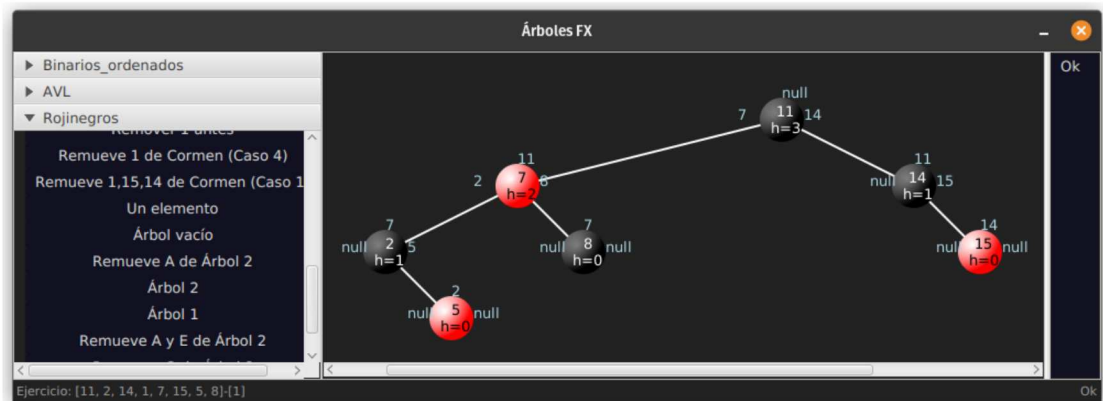 Árboles FX
Binarios_ordenados
AVL
Rojinegros
Remover 1 antes
Remueve 1 de Cormen (Caso 4)
Remueve 1,15,14 de Cormen (Caso 1
Un elemento
Árbol vacío
Remueve A de Árbol 2
Árbol 2
Árbol 1
Remueve A y E de Árbol 2
Ok
null
7 11 14
h=3
11
2 7 8
h=2
11
null 14 15
h=1
7
null 2 5
h=1
7
null 8 null
h=0
14
null 15 null
h=0
2
null 5 null
h=0
Ejercicio: [11, 2, 14, 1, 7, 15, 5, 8]-[1]
Ok